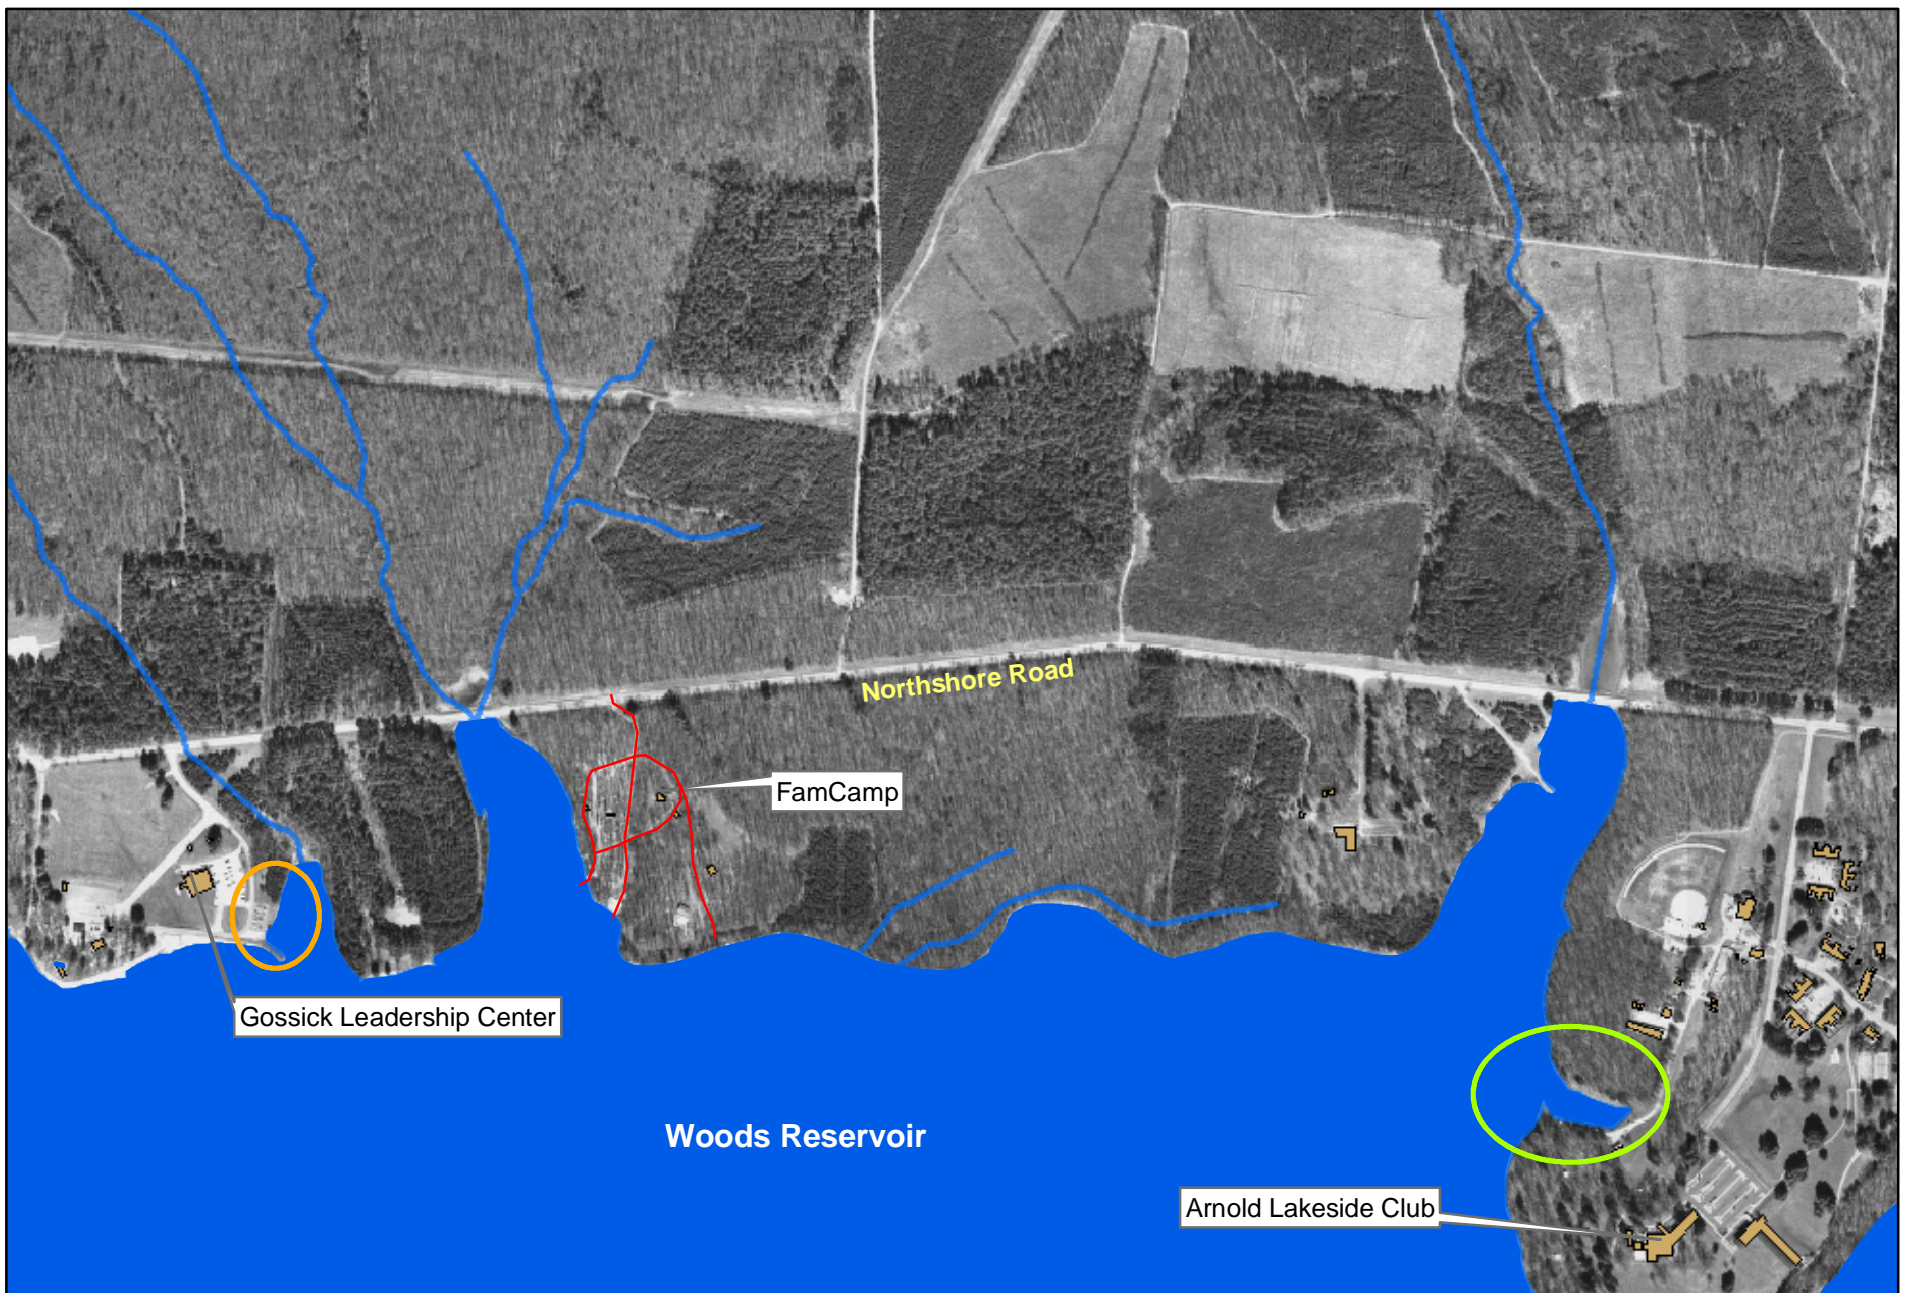 Northshore Road
FamCamp
Gossick Leadership Center
Woods Reservoir
Arnold Lakeside Club